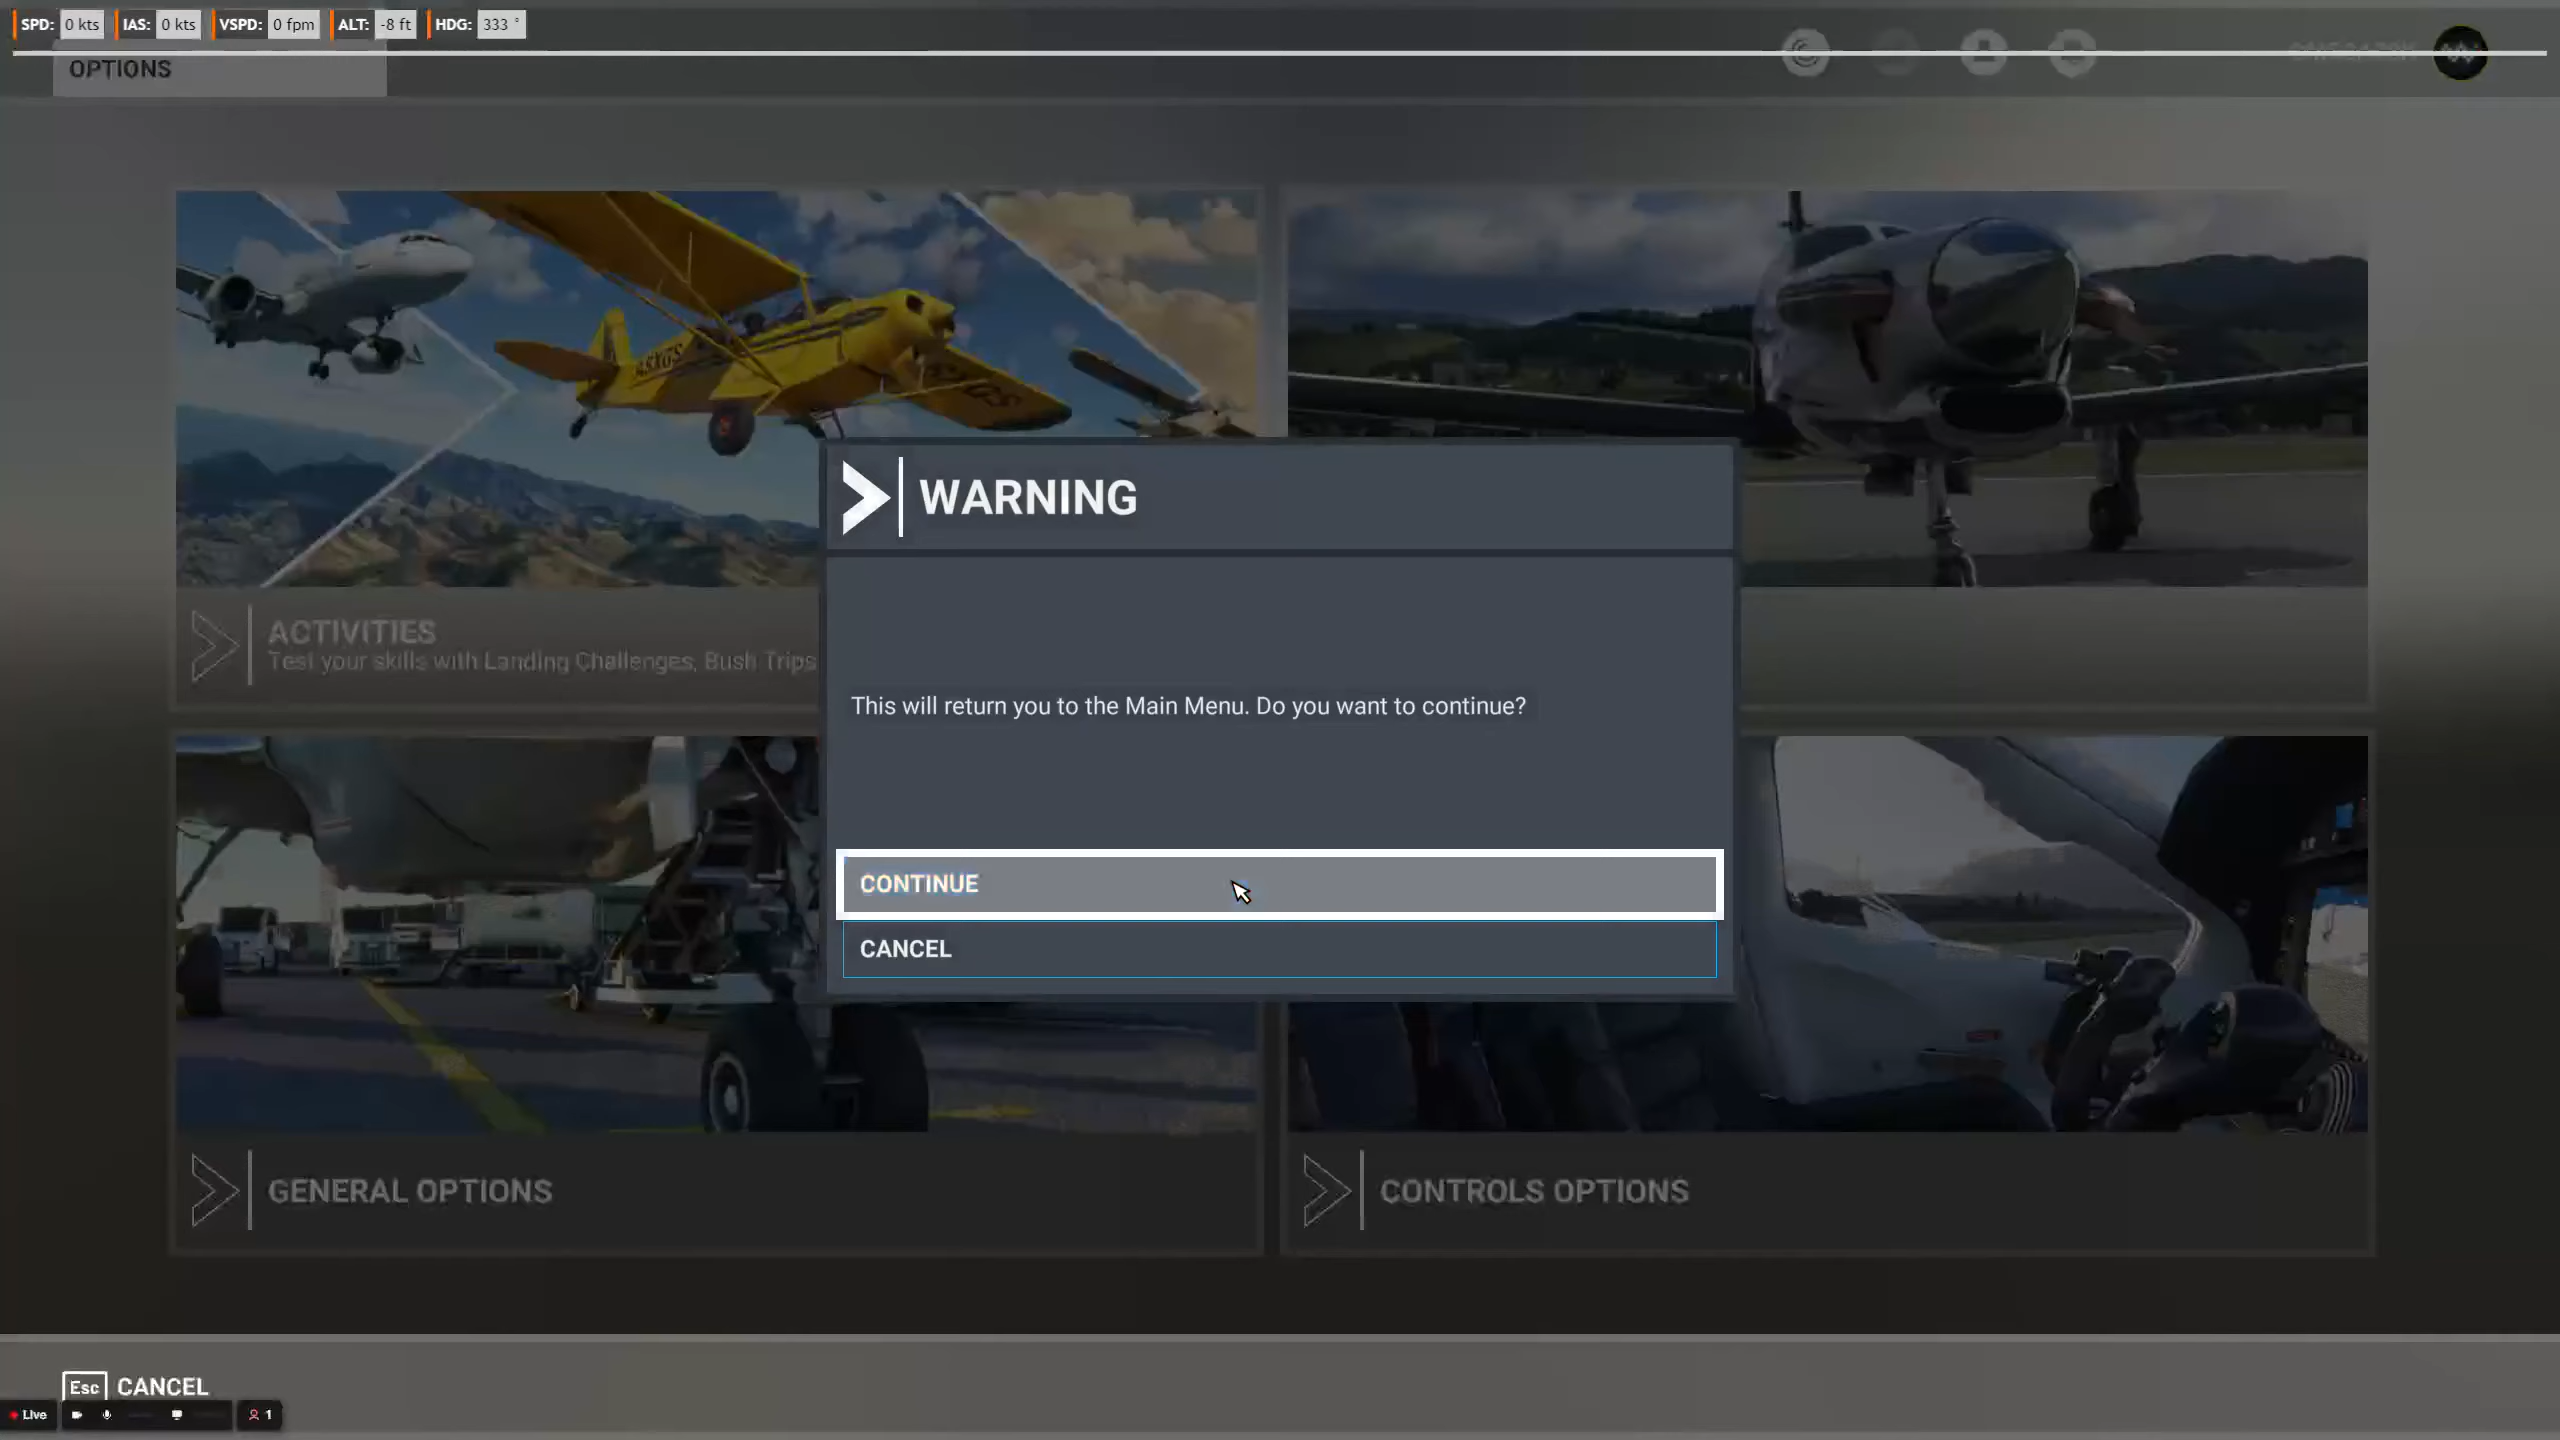 SPD: 0 kts IAS: 0 kts VSPD: 0 fpm ALT: -8 ft HDG: 333 °
OPTIONS
WARNING
This will return you to the Main Menu. Do you want to continue?
CONTINUE
CANCEL
ACTIVITIES
Test your skills with Landing Challenges, Bush Trips
GENERAL OPTIONS
CONTROLS OPTIONS
Esc CANCEL
Live 1